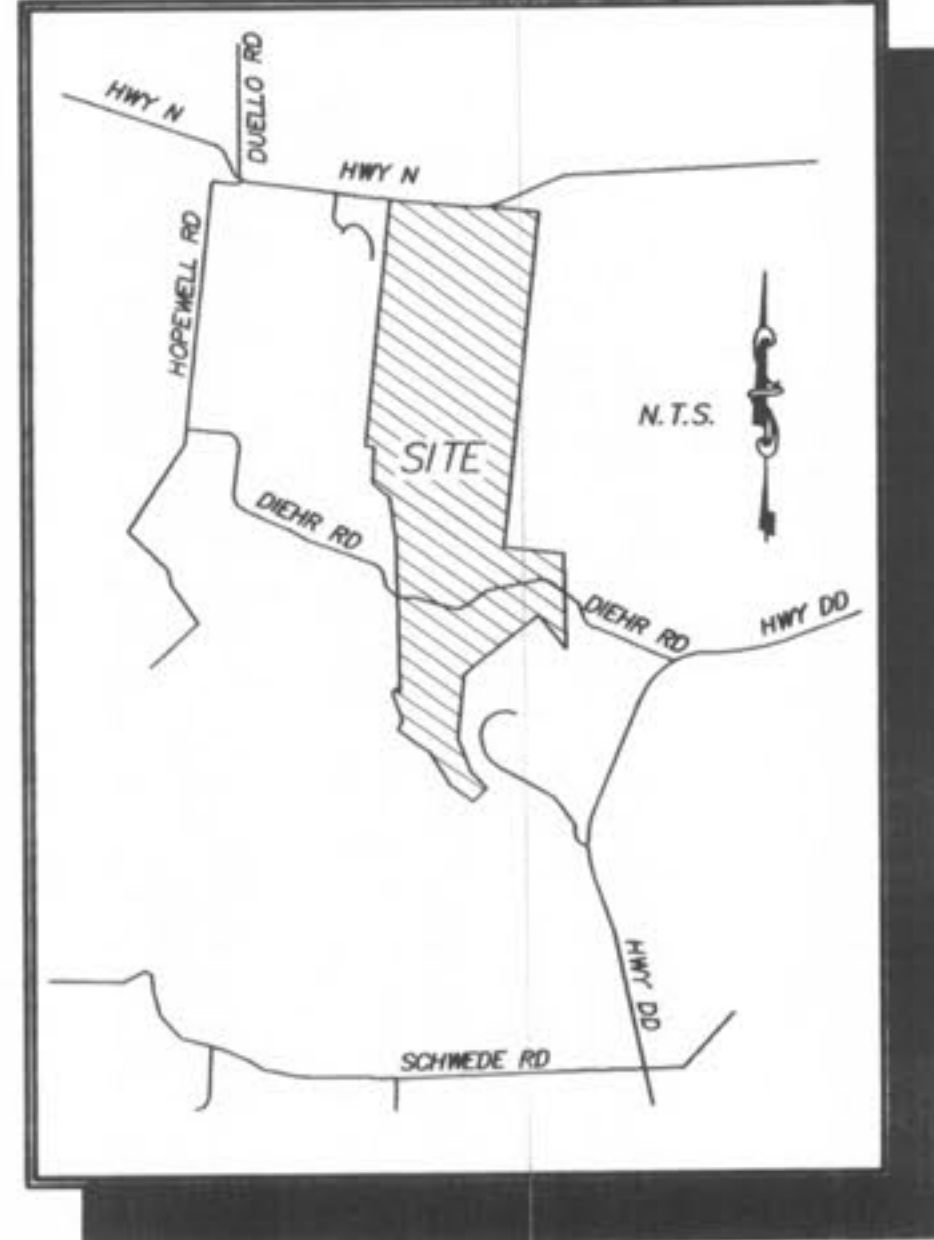 HWY N
DUELLO RD
HWY N
HOPEWELL RD
N.T.S.
SITE
DIEHR RD
DIEHR RD
HWY DD
HWY DD
SCHWEDE RD